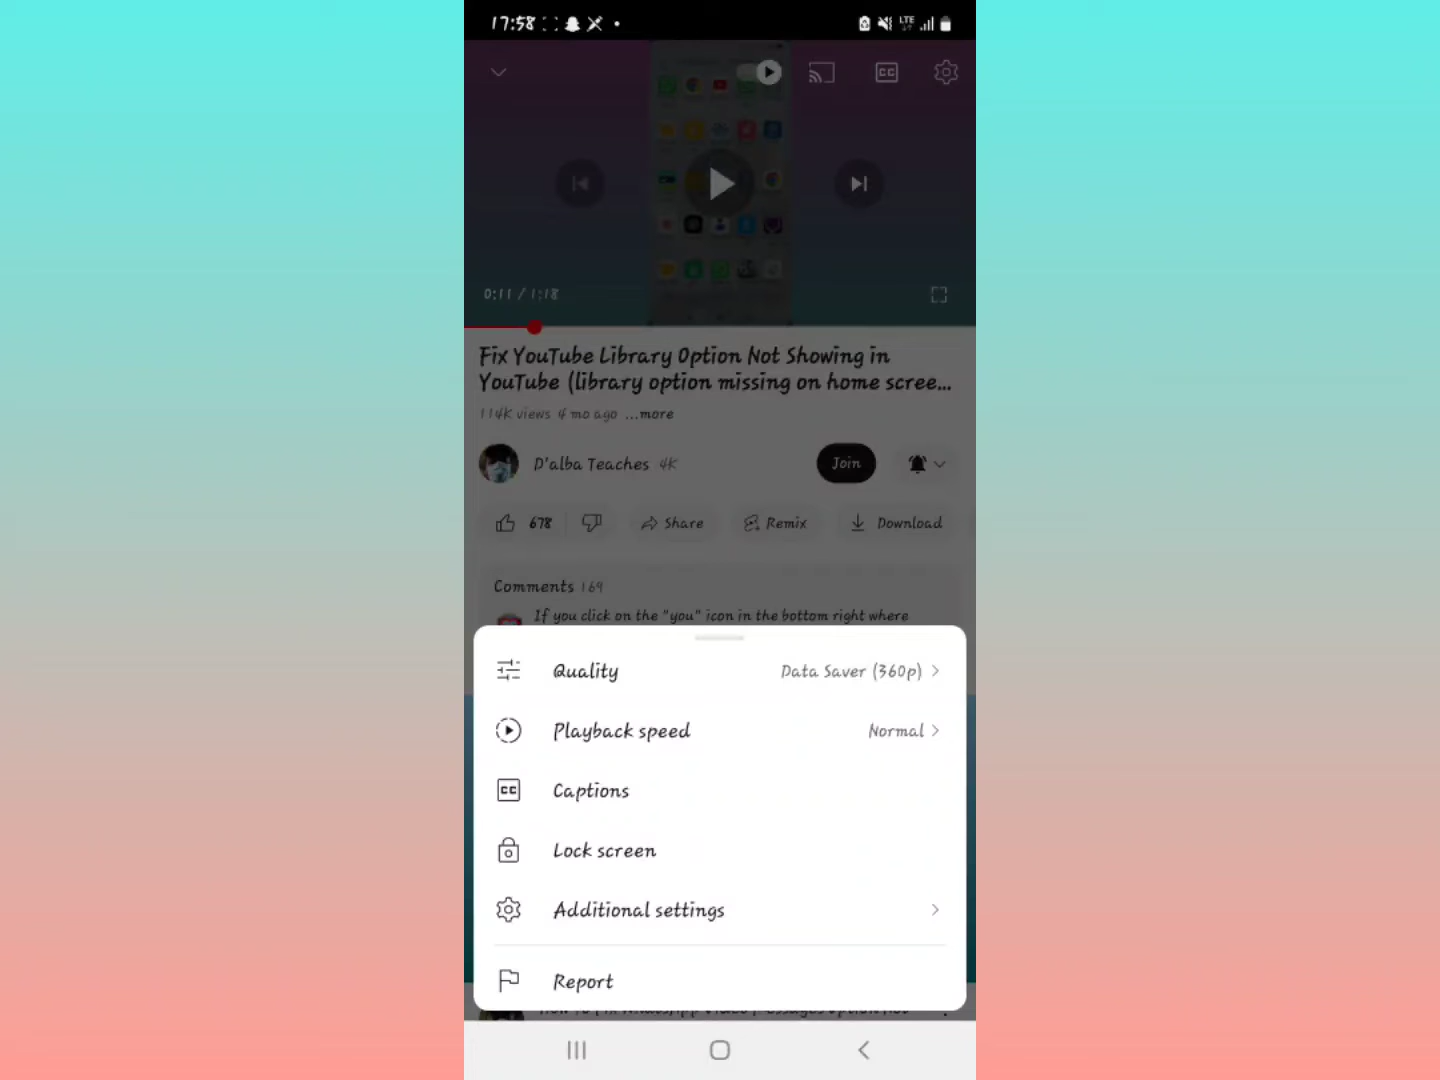 17:58
LTE
CC
0:11 / 1:18
Fix YouTube Library Option Not Showing in
YouTube (library option missing on home scree...
114K views 4 mo ago ...more
D'alba Teaches 4K
Join
678
Share
Remix
Download
Comments 169
If you click on the "you" icon in the bottom right where
Quality
Data Saver (360p)
Playback speed
Normal
CC
Captions
Lock screen
Additional settings
Report